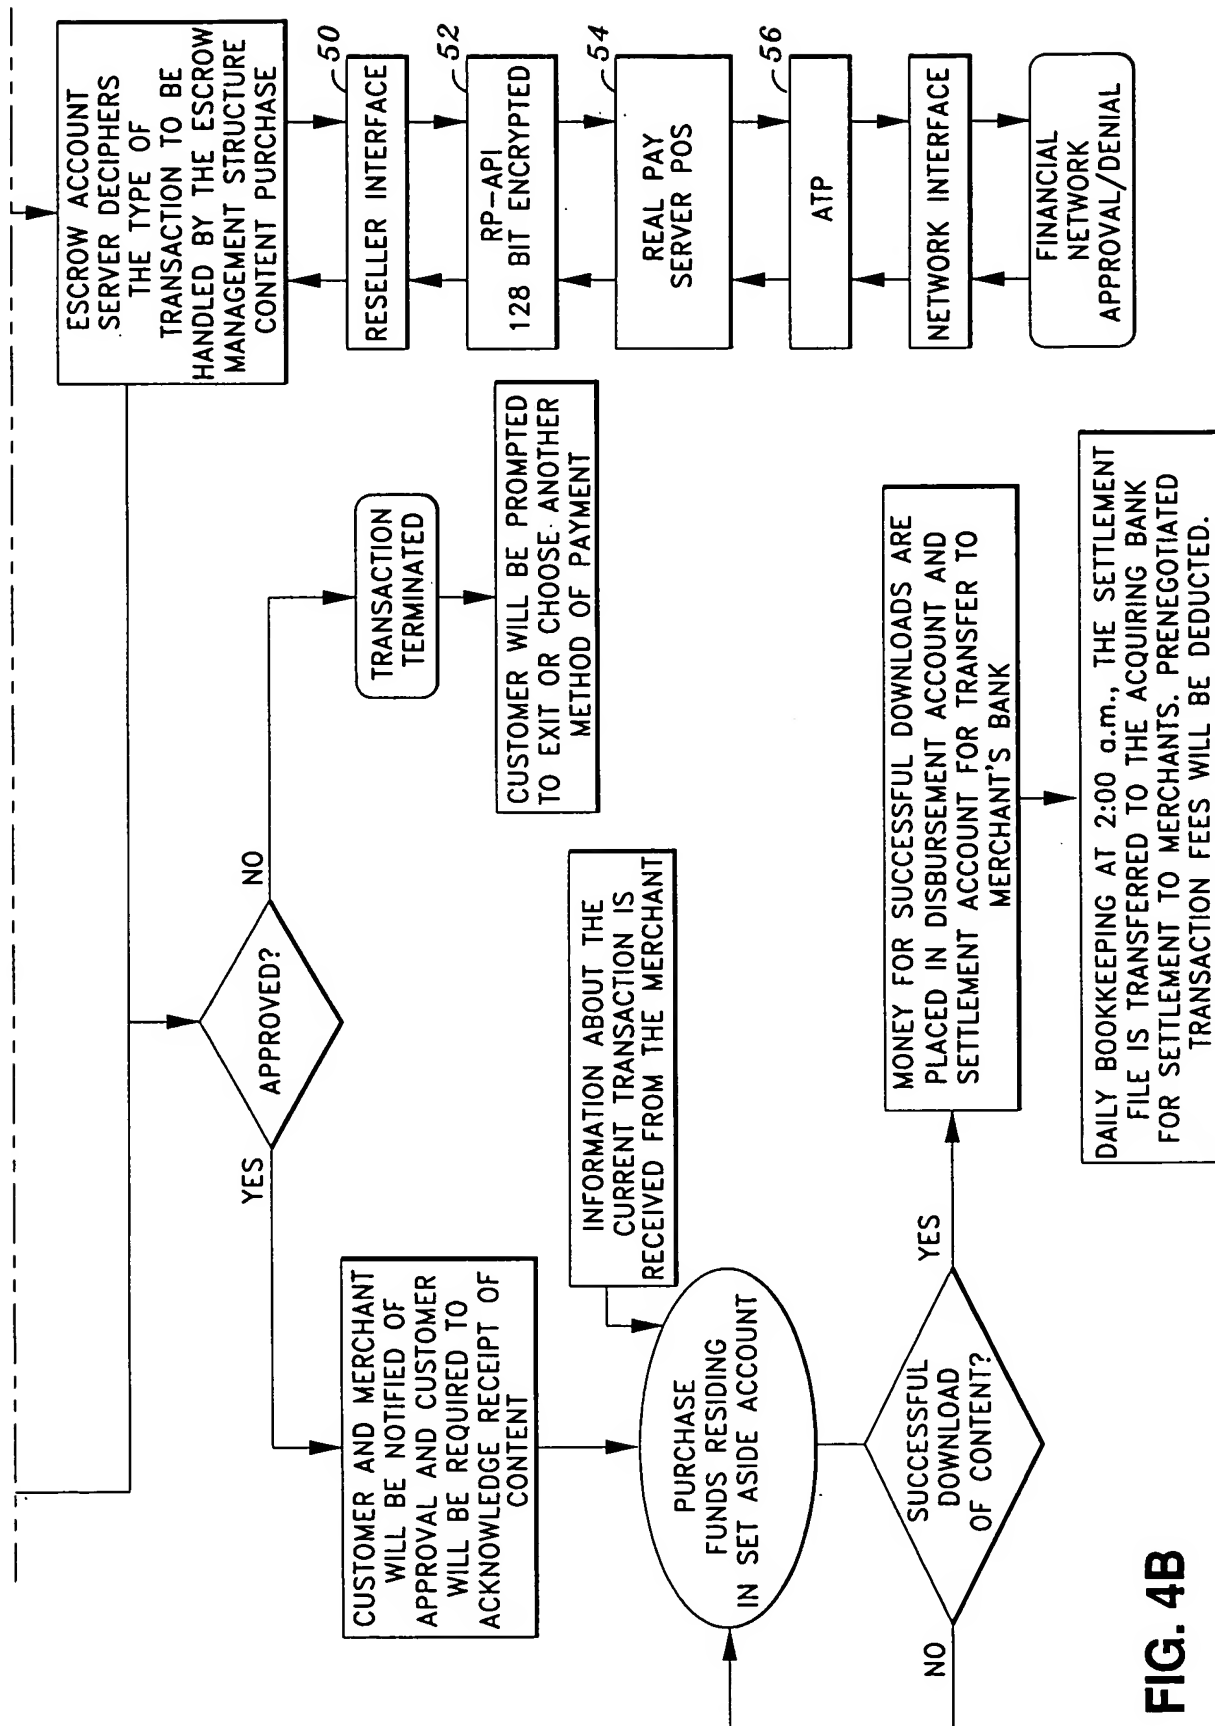 ESCROW ACCOUNT
SERVER DECIPHERS
THE TYPE OF
TRANSACTION TO BE
HANDLED BY THE ESCROW
MANAGEMENT STRUCTURE
CONTENT PURCHASE
50
RESELLER INTERFACE
52
RP-API
128 BIT ENCRYPTED
54
REAL PAY
SERVER POS
56
ATP
NETWORK INTERFACE
FINANCIAL
NETWORK
APPROVAL/DENIAL
APPROVED?
NO
TRANSACTION
TERMINATED
CUSTOMER WILL BE PROMPTED
TO EXIT OR CHOOSE ANOTHER
METHOD OF PAYMENT
YES
CUSTOMER AND MERCHANT
WILL BE NOTIFIED OF
APPROVAL AND CUSTOMER
WILL BE REQUIRED TO
ACKNOWLEDGE RECEIPT OF
CONTENT
INFORMATION ABOUT THE
CURRENT TRANSACTION IS
RECEIVED FROM THE MERCHANT
PURCHASE
FUNDS RESIDING
IN SET ASIDE ACCOUNT
SUCCESSFUL
DOWNLOAD
OF CONTENT?
NO
YES
MONEY FOR SUCCESSFUL DOWNLOADS ARE
PLACED IN DISBURSEMENT ACCOUNT AND
SETTLEMENT ACCOUNT FOR TRANSFER TO
MERCHANT'S BANK
DAILY BOOKKEEPING AT 2:00 a.m., THE SETTLEMENT
FILE IS TRANSFERRED TO THE ACQUIRING BANK
FOR SETTLEMENT TO MERCHANTS. PRENEGOTIATED
TRANSACTION FEES WILL BE DEDUCTED.
FIG. 4B